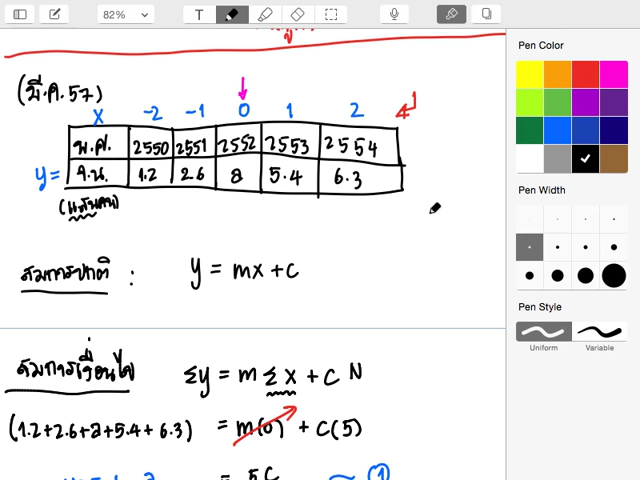 82%
T
Pen Color
Pen Width
Pen Style
Uniform
Variable
(มี.ค.57)
x -2 -1 0 1 2
พ.ศ. 2550 2551 2552 2553 2554
y = จ.น. 1.2 2.6 a 5.4 6.3
(แสนคน)
สมการปกติ : y = mx + c
สมการเงื่อนไข Σy = m Σx + c N
(1.2+2.6+a+5.4+6.3) = m(0) + c(5)
= 5c
①